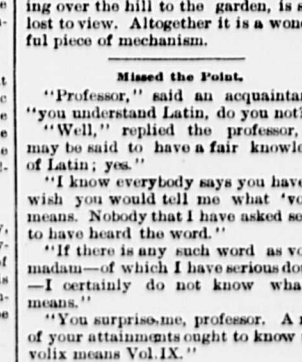 ing over the hill to the garden, is s
lost to view. Altogether it is a won
ful piece of mechanism.
Missed the Point.
"Professor," said an acquainta
"you understand Latin, do you not
"Well," replied the professor,
may be said to have a fair knowle
of Latin; yes."
"I know everybody says you have
wish you would tell me what 'vo
means. Nobody that I have asked se
to have heard the word."
"If there is any such word as vo
madam—of which I have serious dou
—I certainly do not know wha
means."
"You surprise me, professor. A
of your attainments ought to know
volix means Vol.IX."